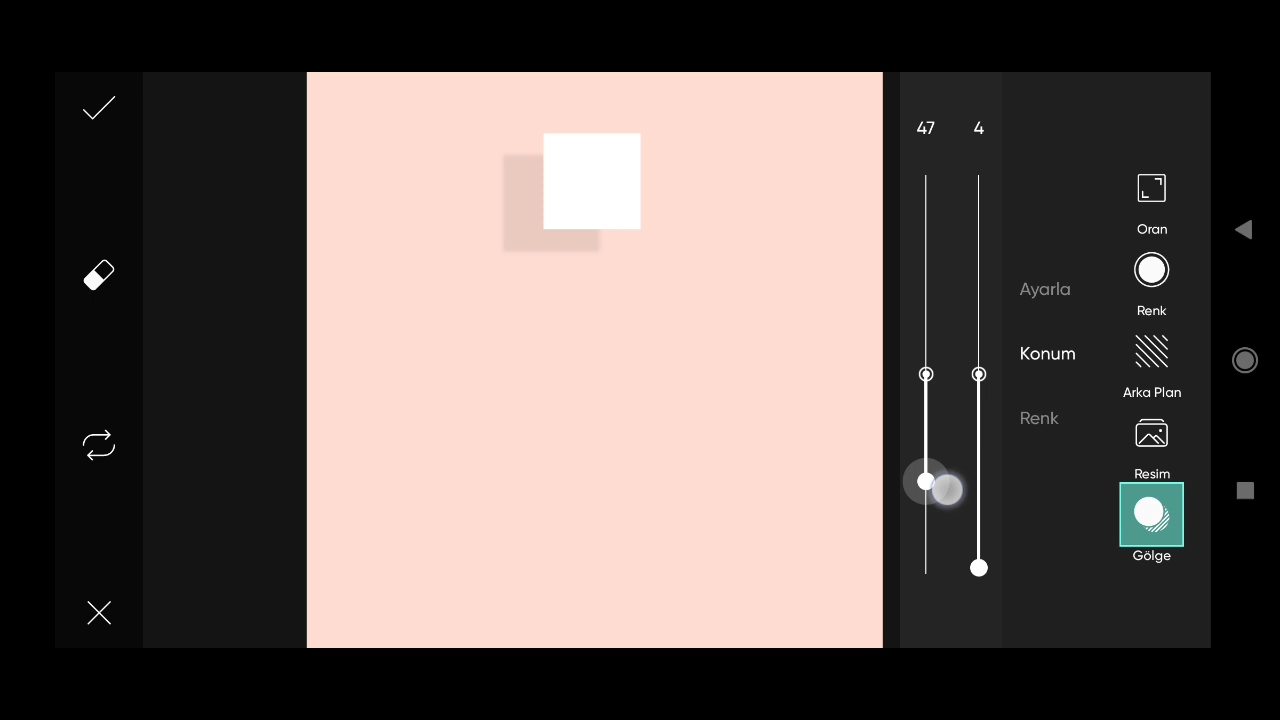 47 4
Ayarla
Konum
Renk
Oran
Renk
Arka Plan
Resim
Gölge